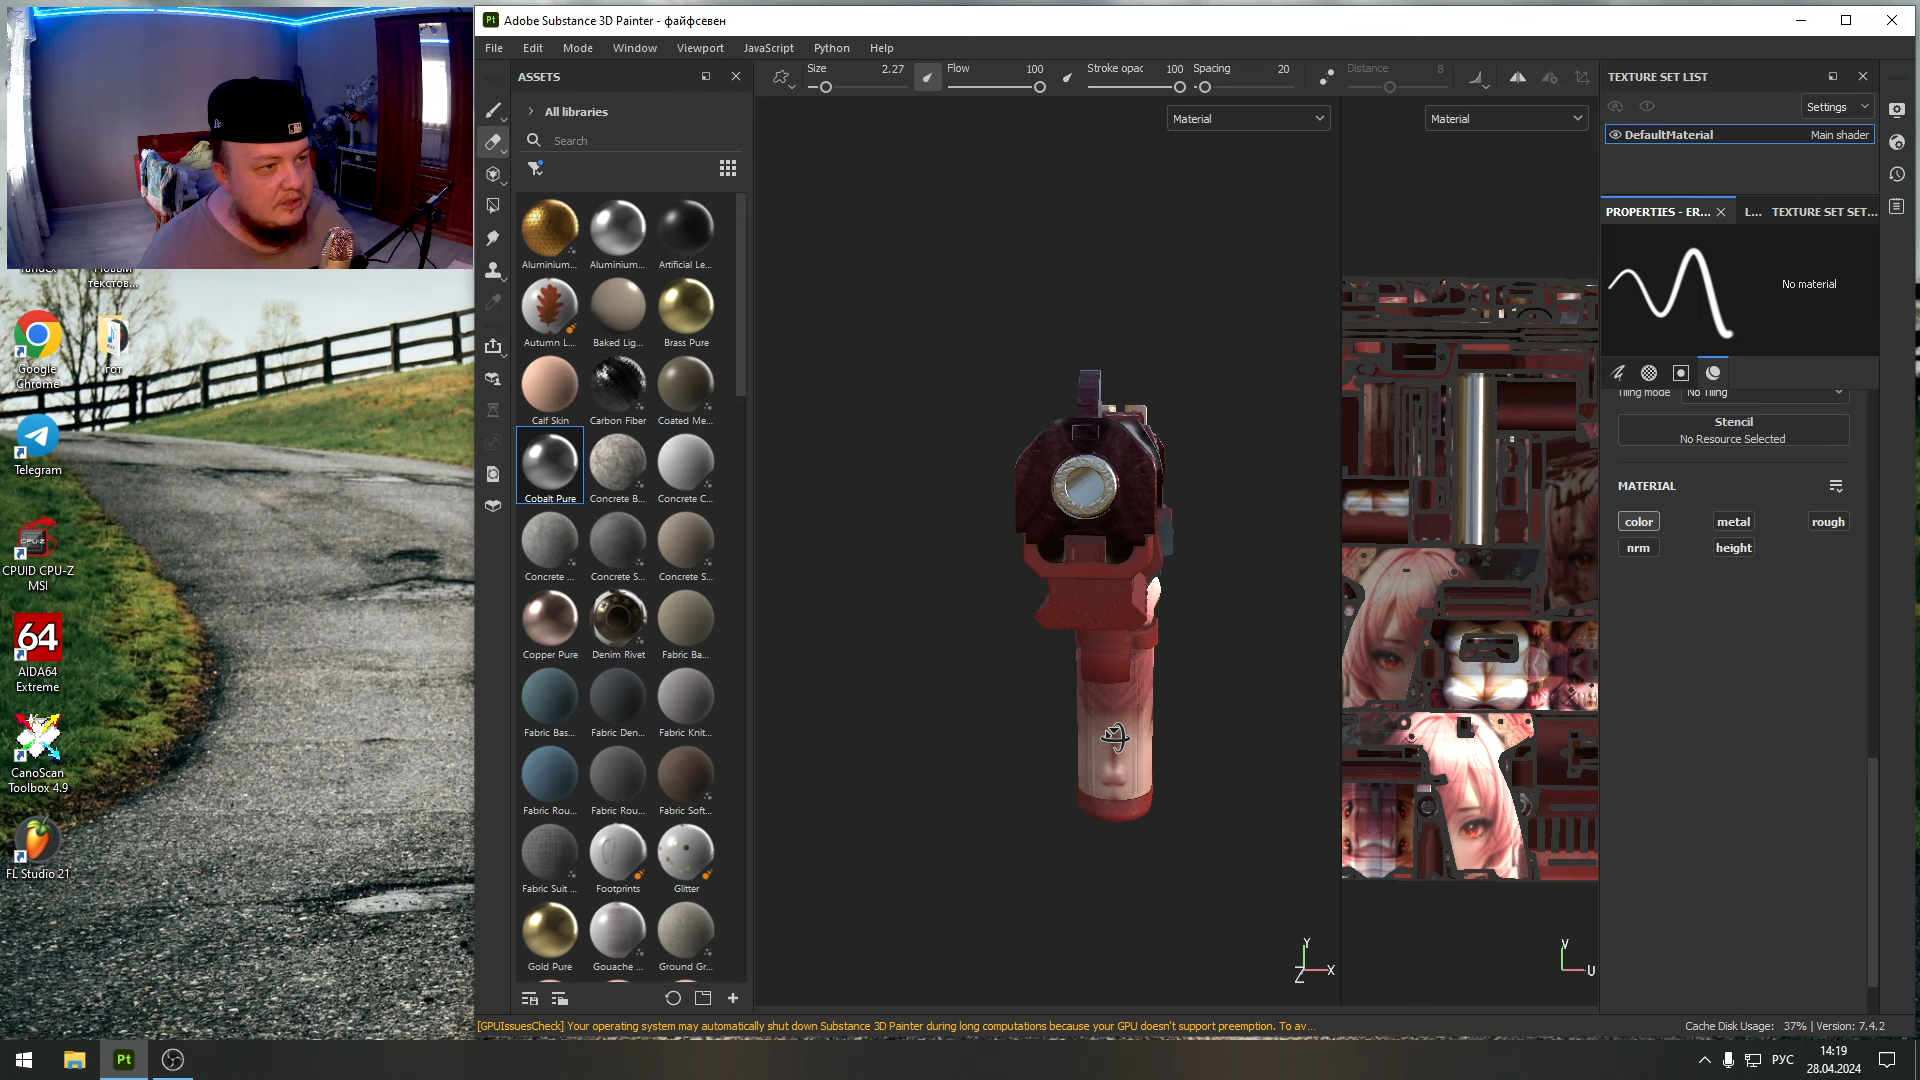 Adobe Substance 3D Painter - файфсевен
File Edit Mode Window Viewport JavaScript Python Help
ASSETS
All libraries
Search
Aluminium... Aluminium... Artificial Le...
Autumn L... Baked Lig... Brass Pure
Calf Skin Carbon Fiber Coated Me...
Cobalt Pure Concrete B... Concrete C...
Concrete ... Concrete S... Concrete S...
Copper Pure Denim Rivet Fabric Ba...
Fabric Bas... Fabric Den... Fabric Knit...
Fabric Rou... Fabric Rou... Fabric Soft...
Fabric Suit ... Footprints Glitter
Gold Pure Gouache ... Ground Gr...
Size 2.27 Flow 100 Stroke opac 100 Spacing 20 Distance 8
Material
Material
Y
X
Z
V
U
TEXTURE SET LIST
Settings
DefaultMaterial Main shader
PROPERTIES - ER... L... TEXTURE SET SET...
No material
Tiling mode No Tiling
Stencil
No Resource Selected
MATERIAL
color metal rough
nrm height
[GPUIssuesCheck] Your operating system may automatically shut down Substance 3D Painter during long computations because your GPU doesn't support preemption. To av...
Cache Disk Usage: 37% | Version: 7.4.2
Новый
текстов...
Google
Chrome
гот
Telegram
CPU-Z
CPUID CPU-Z
MSI
64
AIDA64
Extreme
CanoScan
Toolbox 4.9
FL Studio 21
Pt
РУС
14:19
28.04.2024